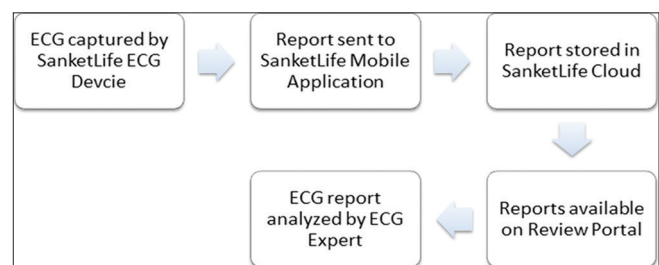 ECG captured by
SanketLife ECG
Devcie
Report sent to
SanketLife Mobile
Application
Report stored in
SanketLife Cloud
Reports available
on Review Portal
ECG report
analyzed by ECG
Expert